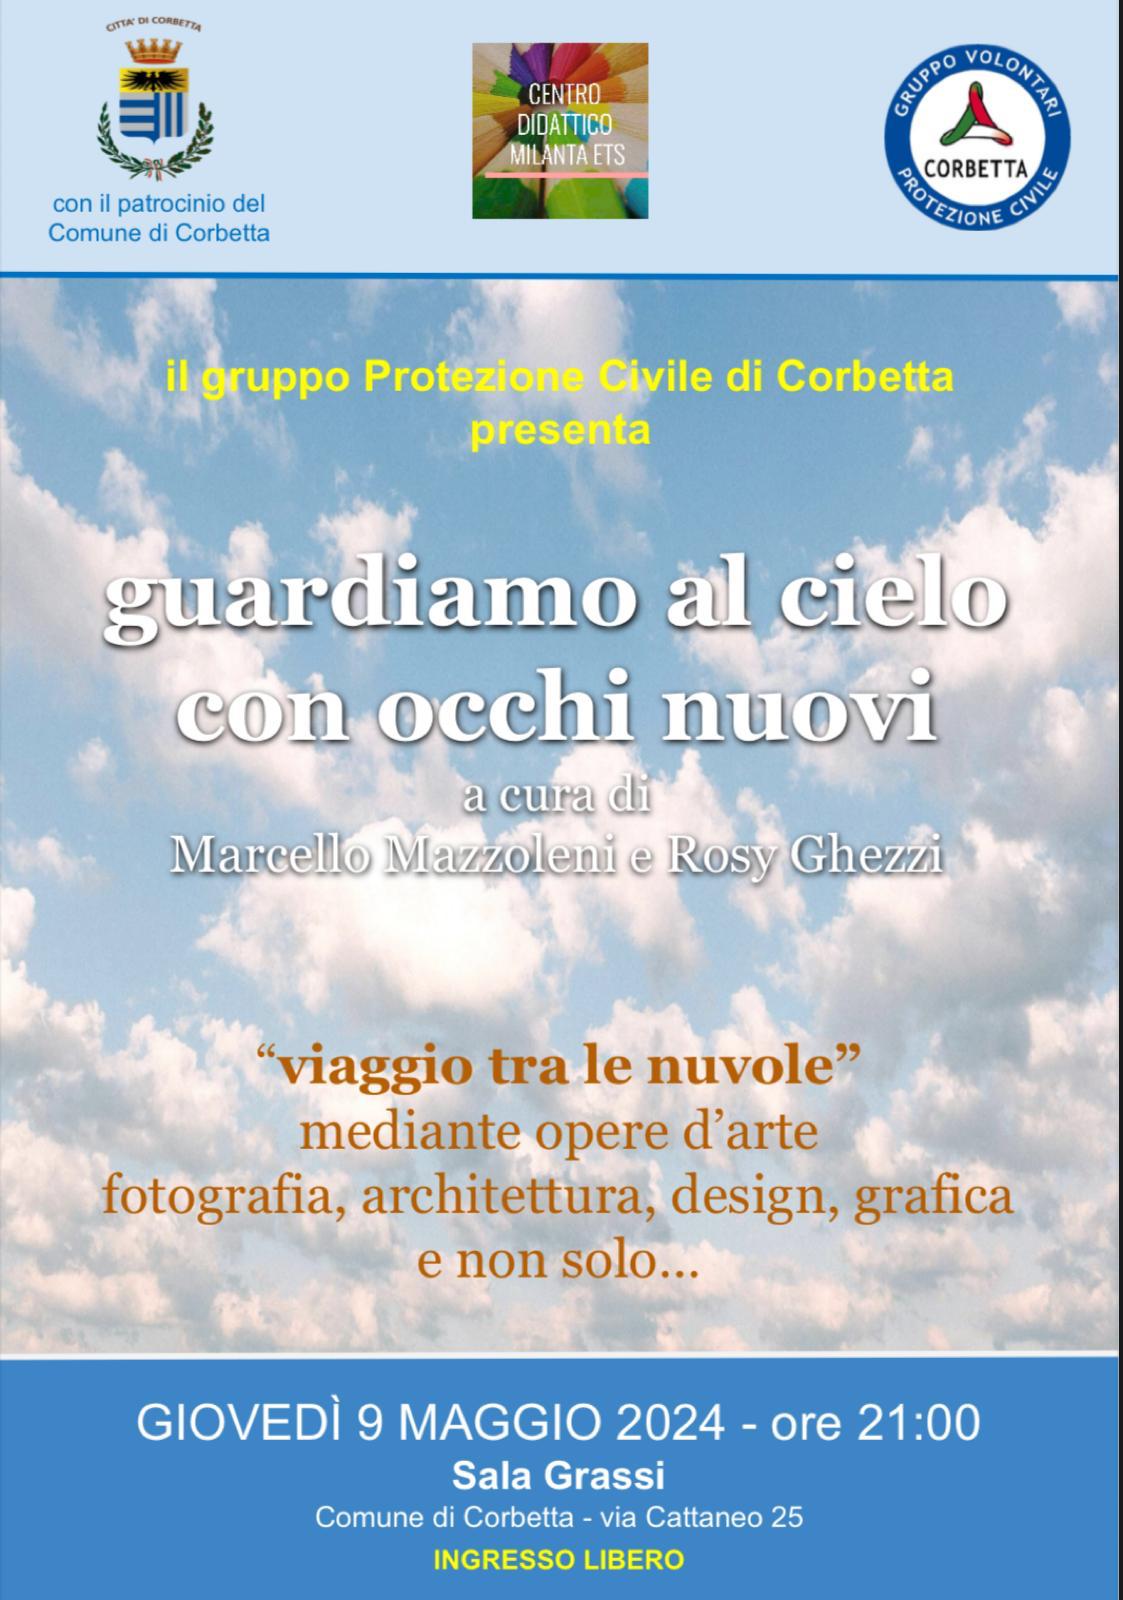 CITTA' DI CORBETTA
con il patrocinio del
Comune di Corbetta
CENTRO
DIDATTICO
MILANTA ETS
GRUPPO VOLONTARI
CORBETTA
PROTEZIONE CIVILE
il gruppo Protezione Civile di Corbetta
presenta
guardiamo al cielo
con occhi nuovi
a cura di
Marcello Mazzoleni e Rosy Ghezzi
“viaggio tra le nuvole”
mediante opere d’arte
fotografia, architettura, design, grafica
e non solo...
GIOVEDÌ 9 MAGGIO 2024 - ore 21:00
Sala Grassi
Comune di Corbetta - via Cattaneo 25
INGRESSO LIBERO